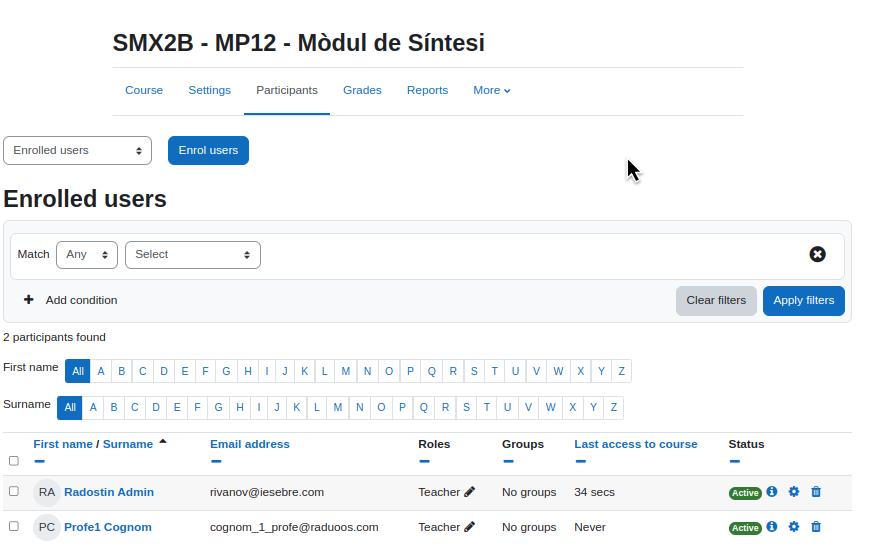 SMX2B - MP12 - Mòdul de Síntesi
Course Settings Participants Grades Reports More
Enrolled users Enrol users
Enrolled users
Match Any Select
Add condition Clear filters Apply filters
2 participants found
First name All A B C D E F G H I J K L M N O P Q R S T U V W X Y Z
Surname All A B C D E F G H I J K L M N O P Q R S T U V W X Y Z
First name / Surname Email address Roles Groups Last access to course Status
RA Radostin Admin rivanov@iesebre.com Teacher No groups 34 secs Active
PC Profe1 Cognom cognom_1_profe@raduoos.com Teacher No groups Never Active